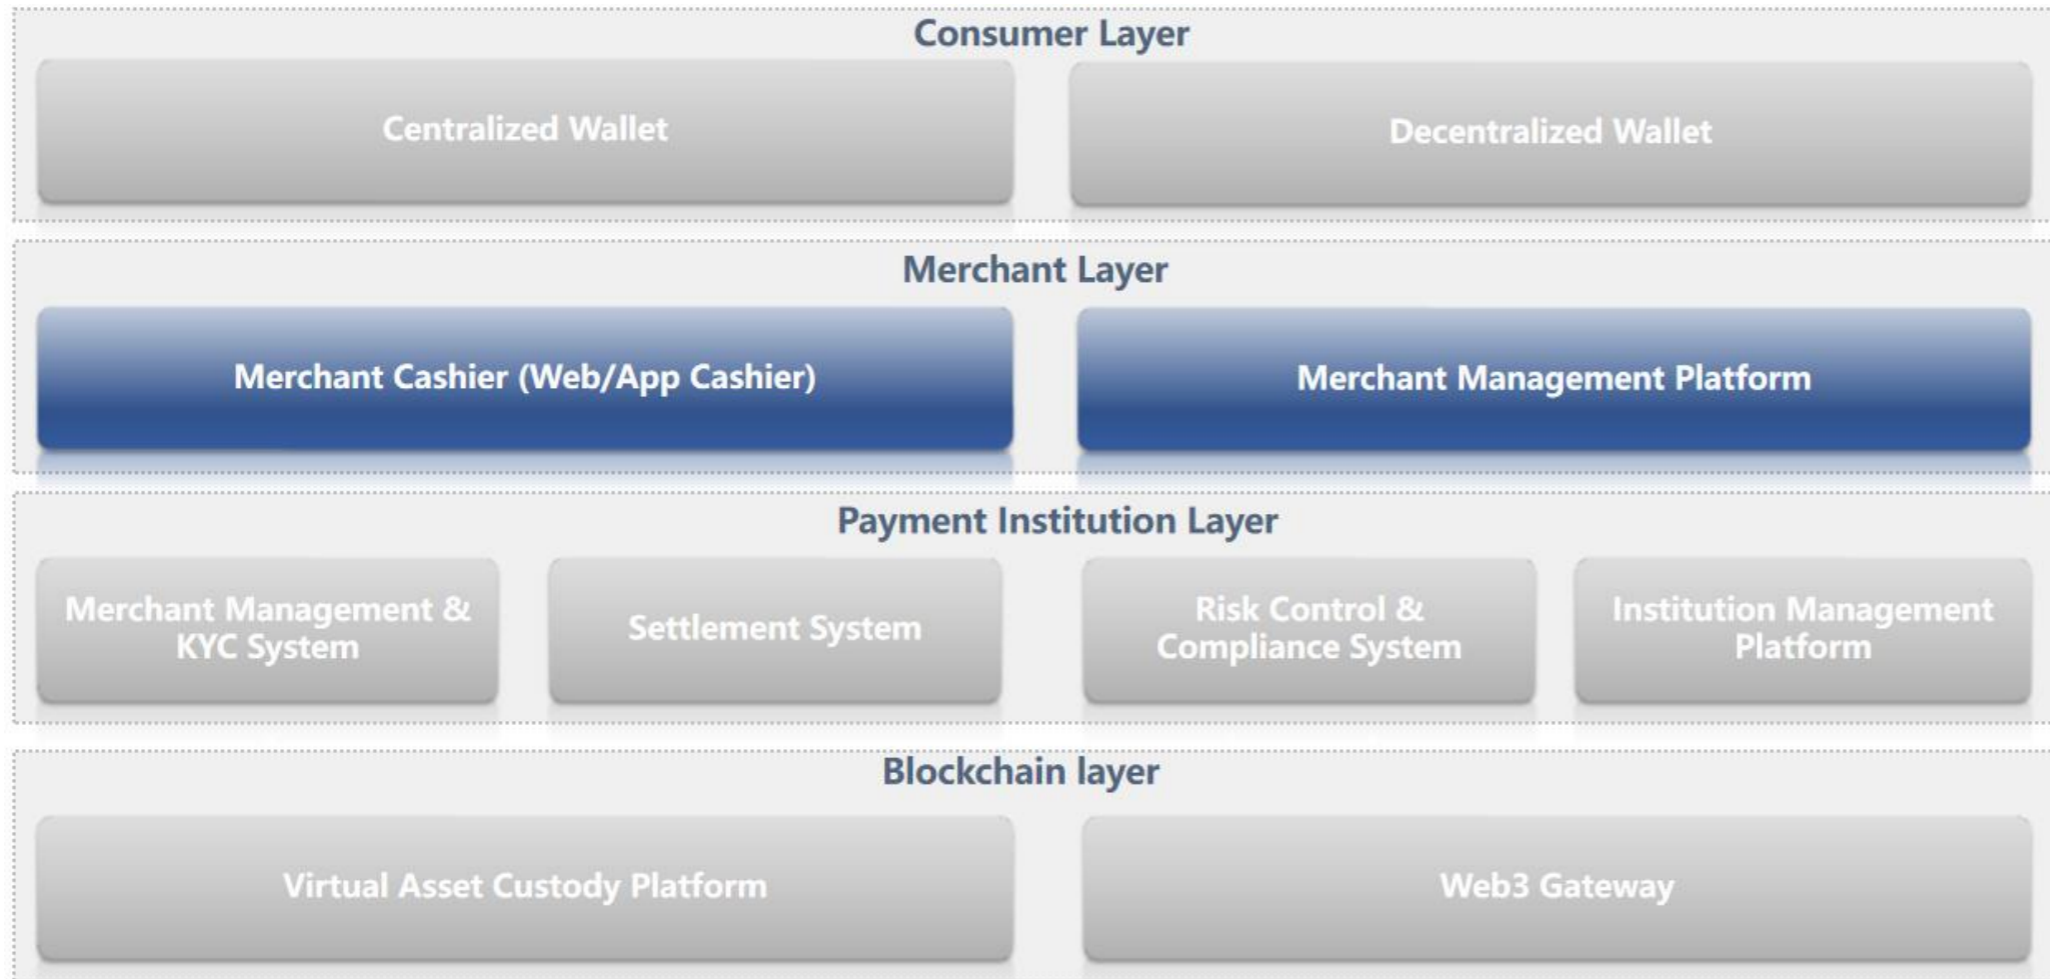 Consumer Layer
Centralized Wallet
Decentralized Wallet
Merchant Layer
Merchant Cashier (Web/App Cashier)
Merchant Management Platform
Payment Institution Layer
Merchant Management &
KYC System
Settlement System
Risk Control &
Compliance System
Institution Management
Platform
Blockchain layer
Virtual Asset Custody Platform
Web3 Gateway